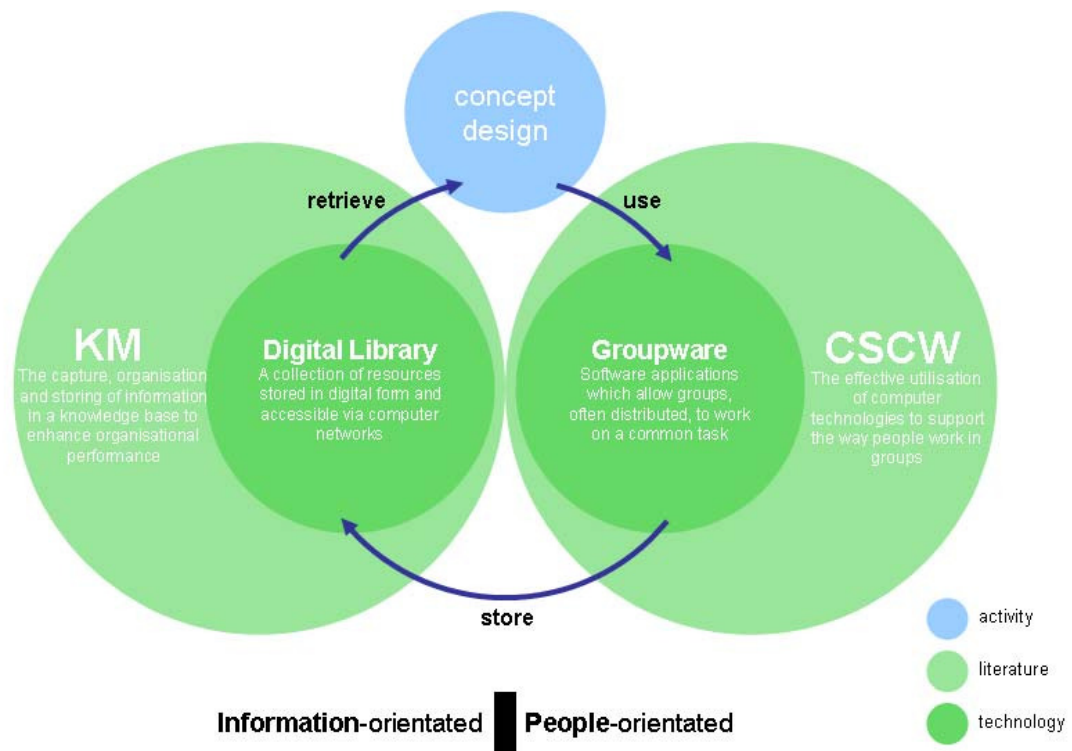 concept
design
retrieve
use
KM
The capture, organisation
and storing of information
in a knowledge base to
enhance organisational
performance
Digital Library
A collection of resources
stored in digital form and
accessible via computer
networks
Groupware
Software applications
which allow groups,
often distributed, to work
on a common task
CSCW
The effective utilisation
of computer
technologies to support
the way people work in
groups
store
activity
literature
technology
Information-orientated
People-orientated